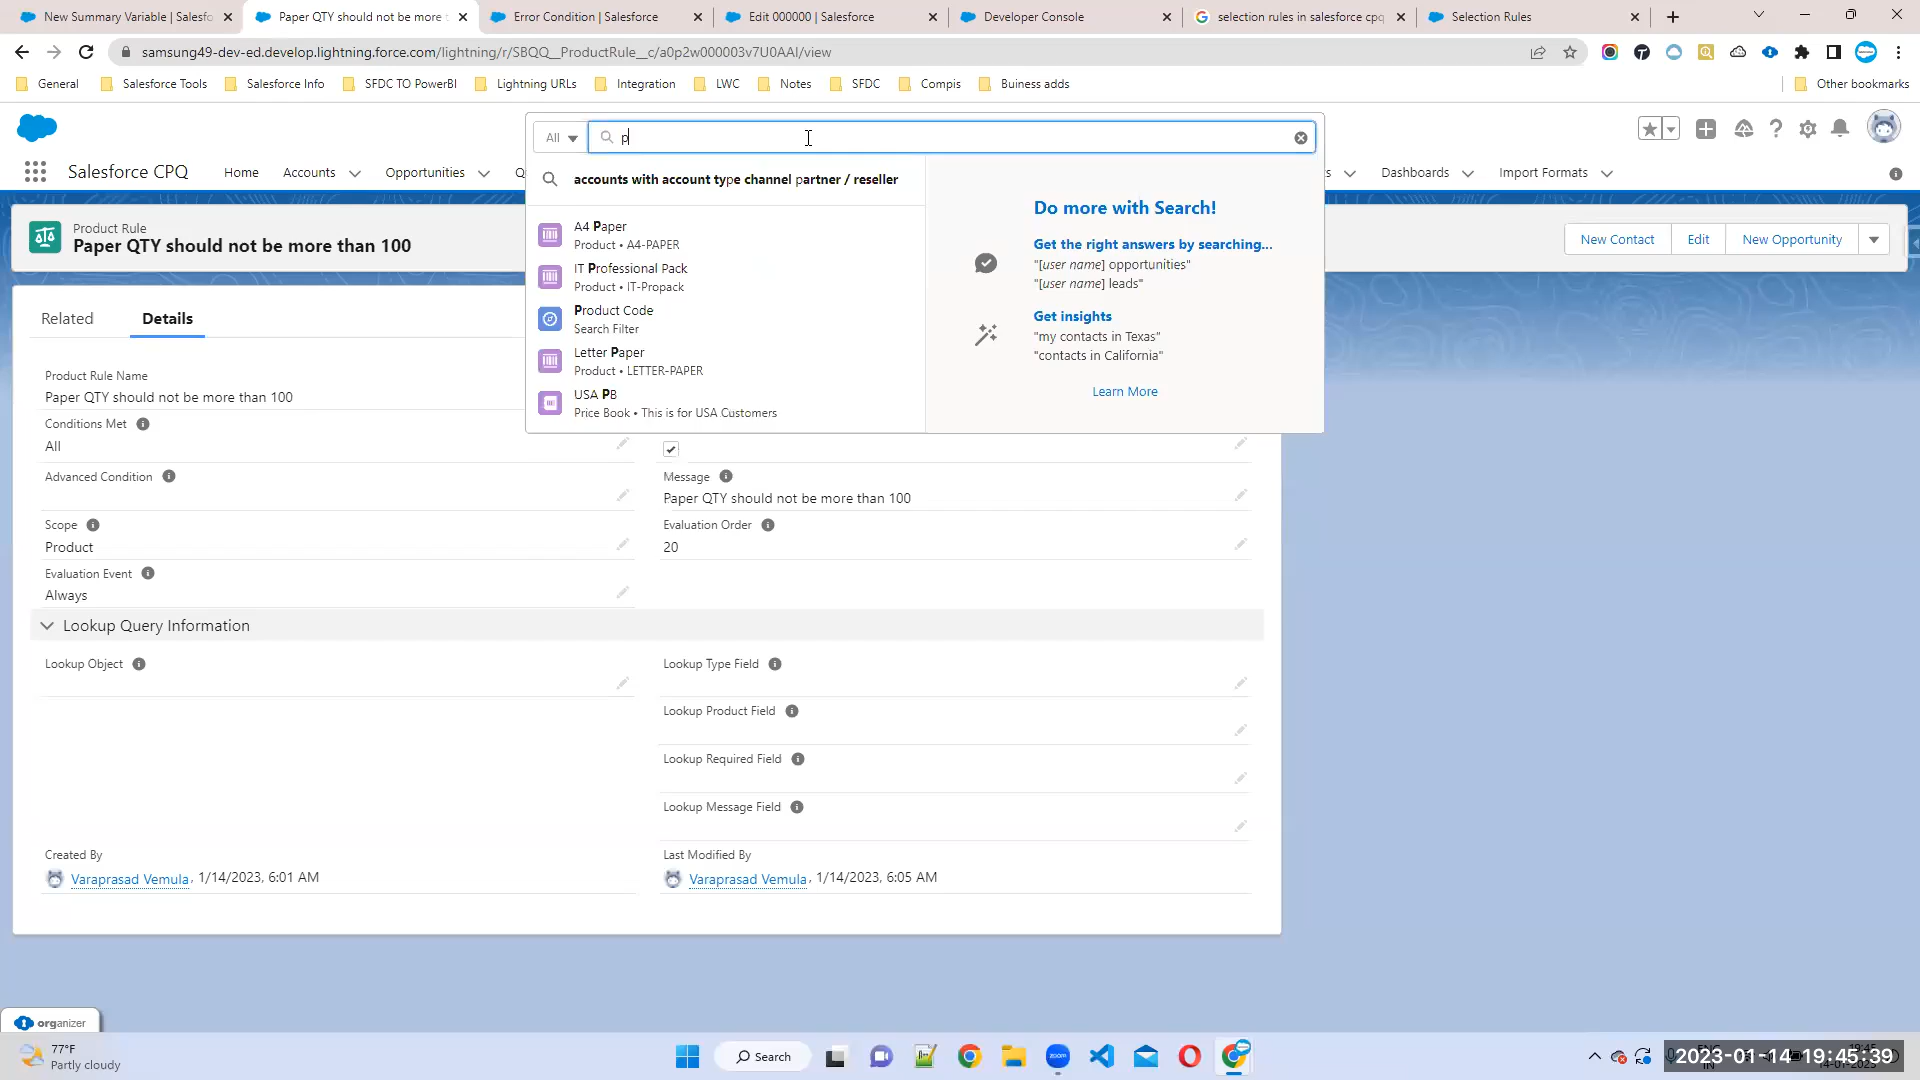 New Summary Variable | Salesfo
Paper QTY should not be more t
Error Condition | Salesforce
Edit 000000 | Salesforce
Developer Console
selection rules in salesforce cpq
Selection Rules
samsung49-dev-ed.develop.lightning.force.com/lightning/r/SBQQ__ProductRule__c/a0p2w000003v7U0AAI/view
General
Salesforce Tools
Salesforce Info
SFDC TO PowerBI
Lightning URLs
Integration
LWC
Notes
SFDC
Compis
Buiness adds
Other bookmarks
All
p
Salesforce CPQ
Home
Accounts
Opportunities
Q
s
Dashboards
Import Formats
accounts with account type channel partner / reseller
A4 Paper
Product • A4-PAPER
IT Professional Pack
Product • IT-Propack
Product Code
Search Filter
Letter Paper
Product • LETTER-PAPER
USA PB
Price Book • This is for USA Customers
Do more with Search!
Get the right answers by searching...
"[user name] opportunities"
"[user name] leads"
Get insights
"my contacts in Texas"
"contacts in California"
Learn More
Product Rule
Paper QTY should not be more than 100
New Contact
Edit
New Opportunity
Related
Details
Product Rule Name
Paper QTY should not be more than 100
Conditions Met
All
Advanced Condition
Message
Paper QTY should not be more than 100
Scope
Product
Evaluation Order
20
Evaluation Event
Always
Lookup Query Information
Lookup Object
Lookup Type Field
Lookup Product Field
Lookup Required Field
Lookup Message Field
Created By
Varaprasad Vemula, 1/14/2023, 6:01 AM
Last Modified By
Varaprasad Vemula, 1/14/2023, 6:05 AM
organizer
77°F
Partly cloudy
Search
zoom
2023-01-14-19:45:39